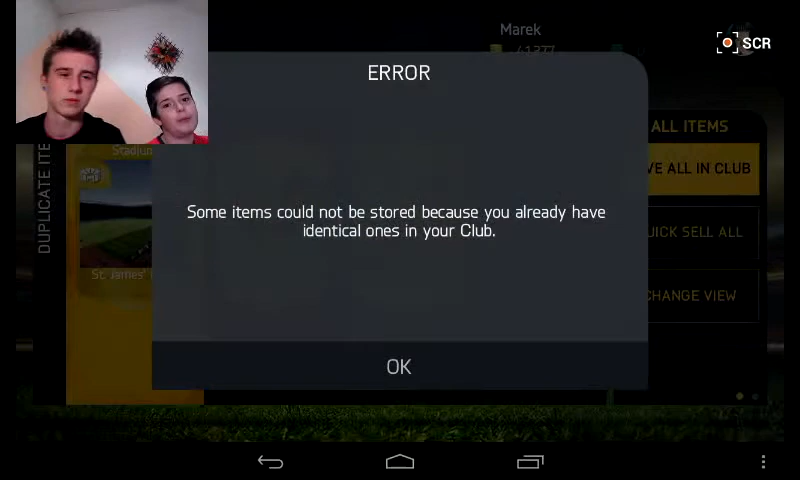 Marek
SCR
ERROR
ALL ITEMS
Stadium
VE ALL IN CLUB
DUPLICATE ITE
Some items could not be stored because you already have
identical ones in your Club.
UICK SELL ALL
St. James'
CHANGE VIEW
OK